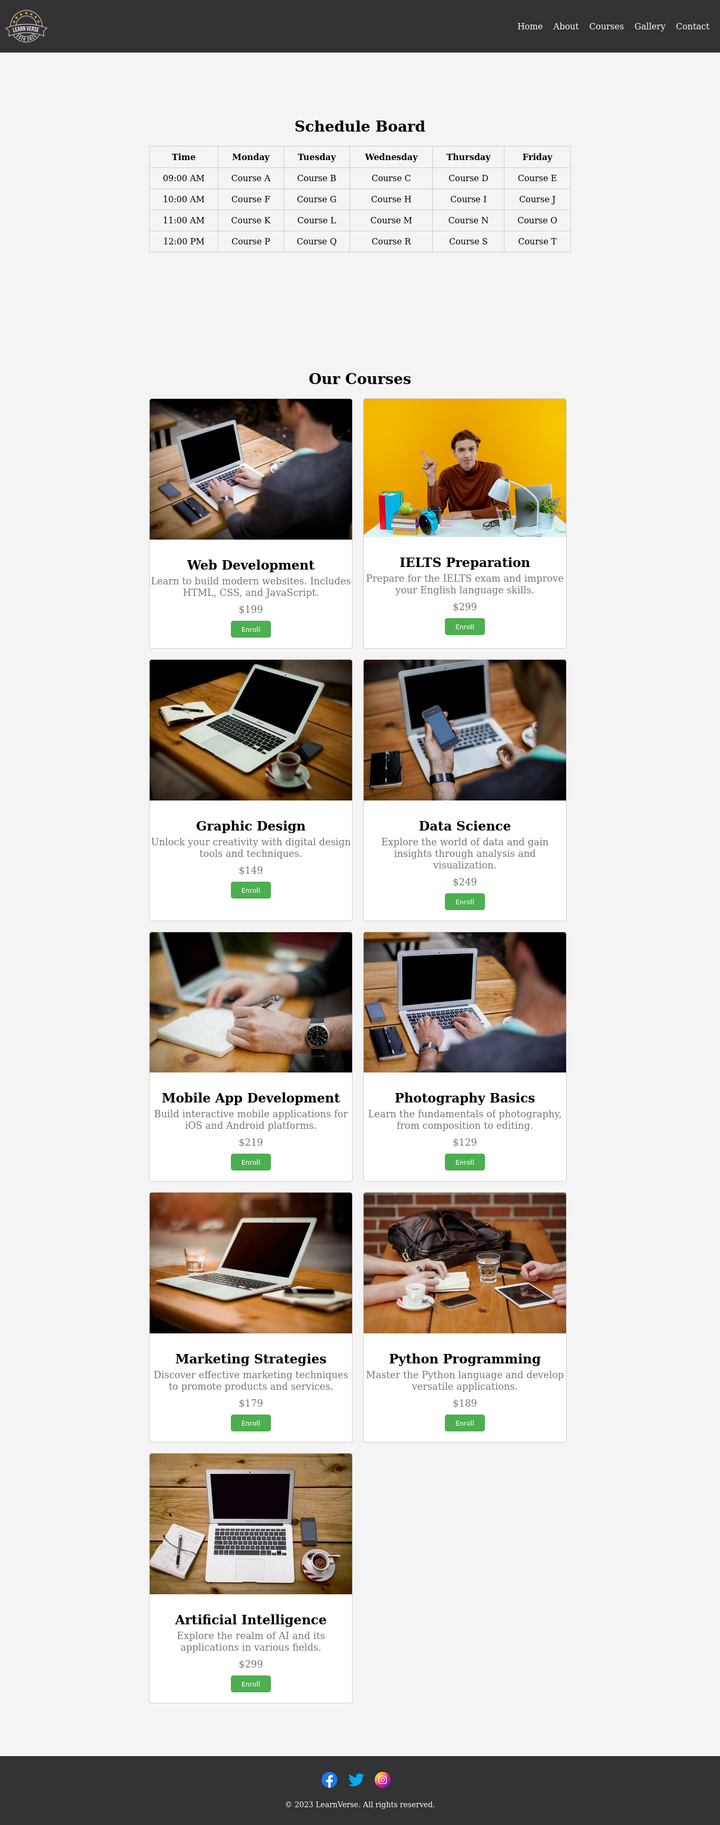 LEARN VERSE
ESTD 2023
Home About Courses Gallery Contact
Schedule Board
Time Monday Tuesday Wednesday Thursday Friday
09:00 AM Course A Course B Course C Course D Course E
10:00 AM Course F Course G Course H Course I Course J
11:00 AM Course K Course L Course M Course N Course O
12:00 PM Course P Course Q Course R Course S Course T
Our Courses
Web Development
Learn to build modern websites. Includes
HTML, CSS, and JavaScript.
$199
Enroll
IELTS Preparation
Prepare for the IELTS exam and improve
your English language skills.
$299
Enroll
Graphic Design
Unlock your creativity with digital design
tools and techniques.
$149
Enroll
Data Science
Explore the world of data and gain
insights through analysis and
visualization.
$249
Enroll
Mobile App Development
Build interactive mobile applications for
iOS and Android platforms.
$219
Enroll
Photography Basics
Learn the fundamentals of photography,
from composition to editing.
$129
Enroll
Marketing Strategies
Discover effective marketing techniques
to promote products and services.
$179
Enroll
Python Programming
Master the Python language and develop
versatile applications.
$189
Enroll
Artificial Intelligence
Explore the realm of AI and its
applications in various fields.
$299
Enroll
© 2023 LearnVerse. All rights reserved.